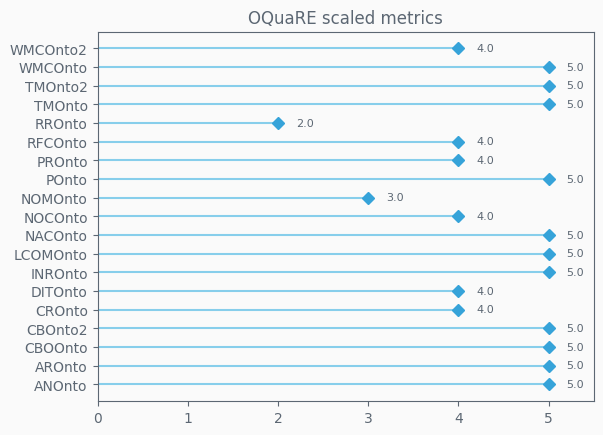 OQuaRE scaled metrics
WMCOnto2 4.0
WMCOnto 5.0
TMOnto2 5.0
TMOnto 5.0
RROnto 2.0
RFCOnto 4.0
PROnto 4.0
POnto 5.0
NOMOnto 3.0
NOCOnto 4.0
NACOnto 5.0
LCOMOnto 5.0
INROnto 5.0
DITOnto 4.0
CROnto 4.0
CBOnto2 5.0
CBOOnto 5.0
AROnto 5.0
ANOnto 5.0
0 1 2 3 4 5